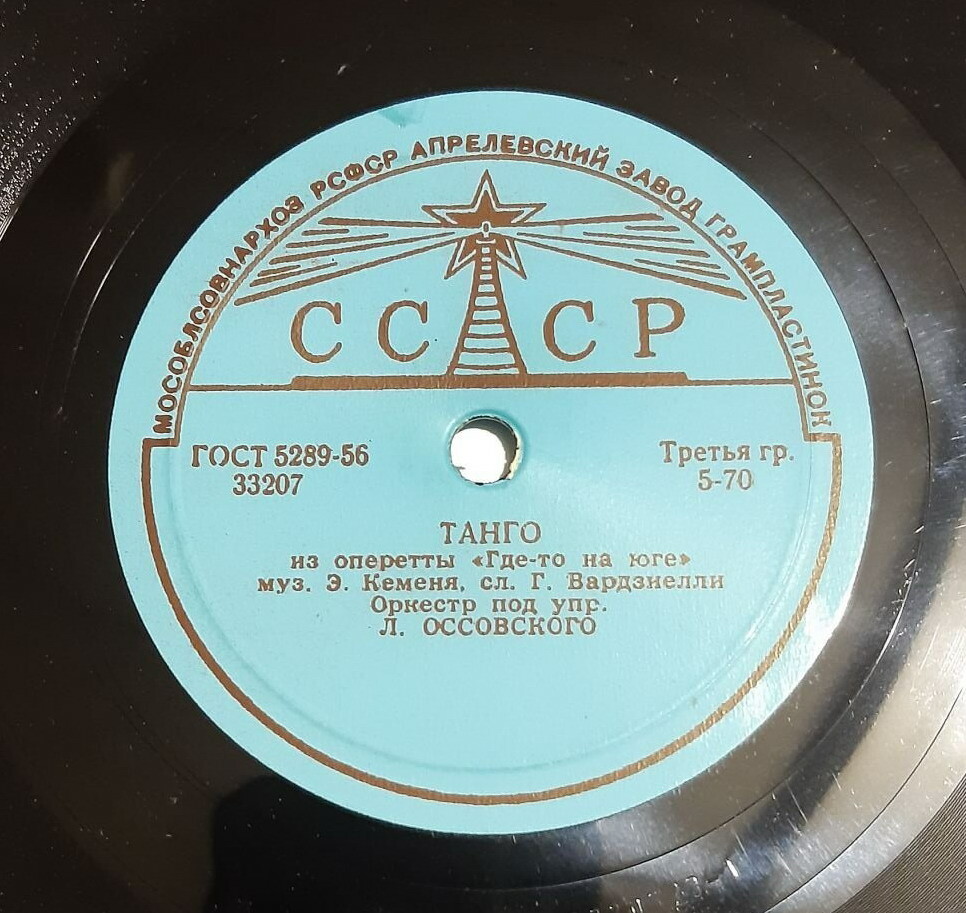 МОСОБЛСОВНАРХОЗ РСФСР АПРЕЛЕВСКИЙ ЗАВОД ГРАМПЛАСТИНОК
СССР
ГОСТ 5289-56
33207
Третья гр.
5-70
ТАНГО
из оперетты «Где-то на юге»
муз. Э. Кеменя, сл. Г. Вардзиелли
Оркестр под упр.
Л. ОССОВСКОГО